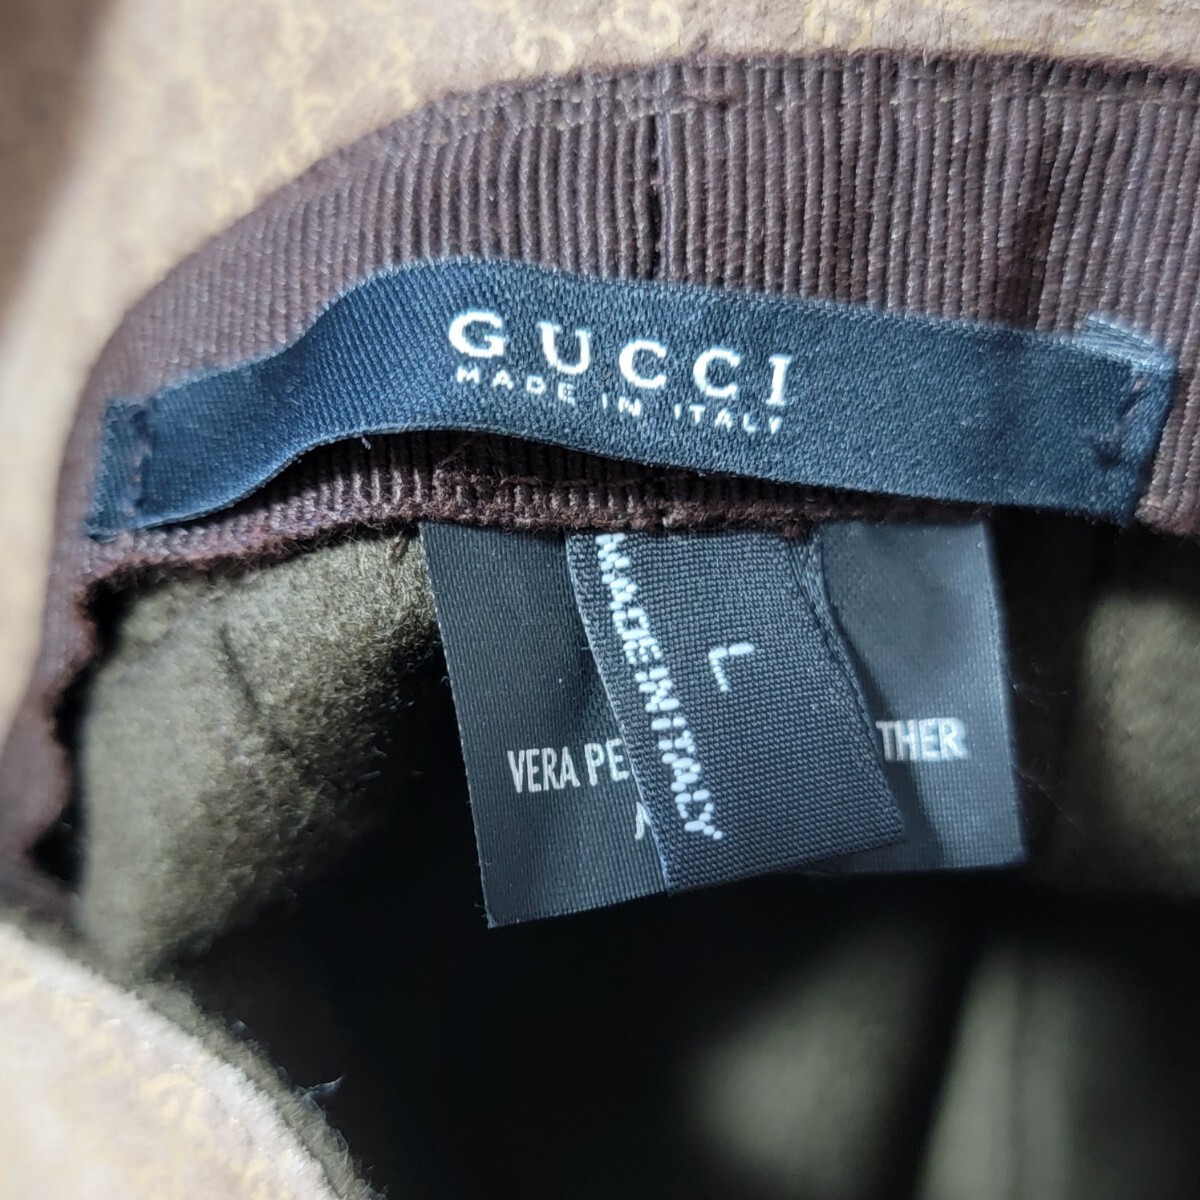 GUCCI
MADE IN ITALY
L
MADE IN ITALY
VERA PE THER